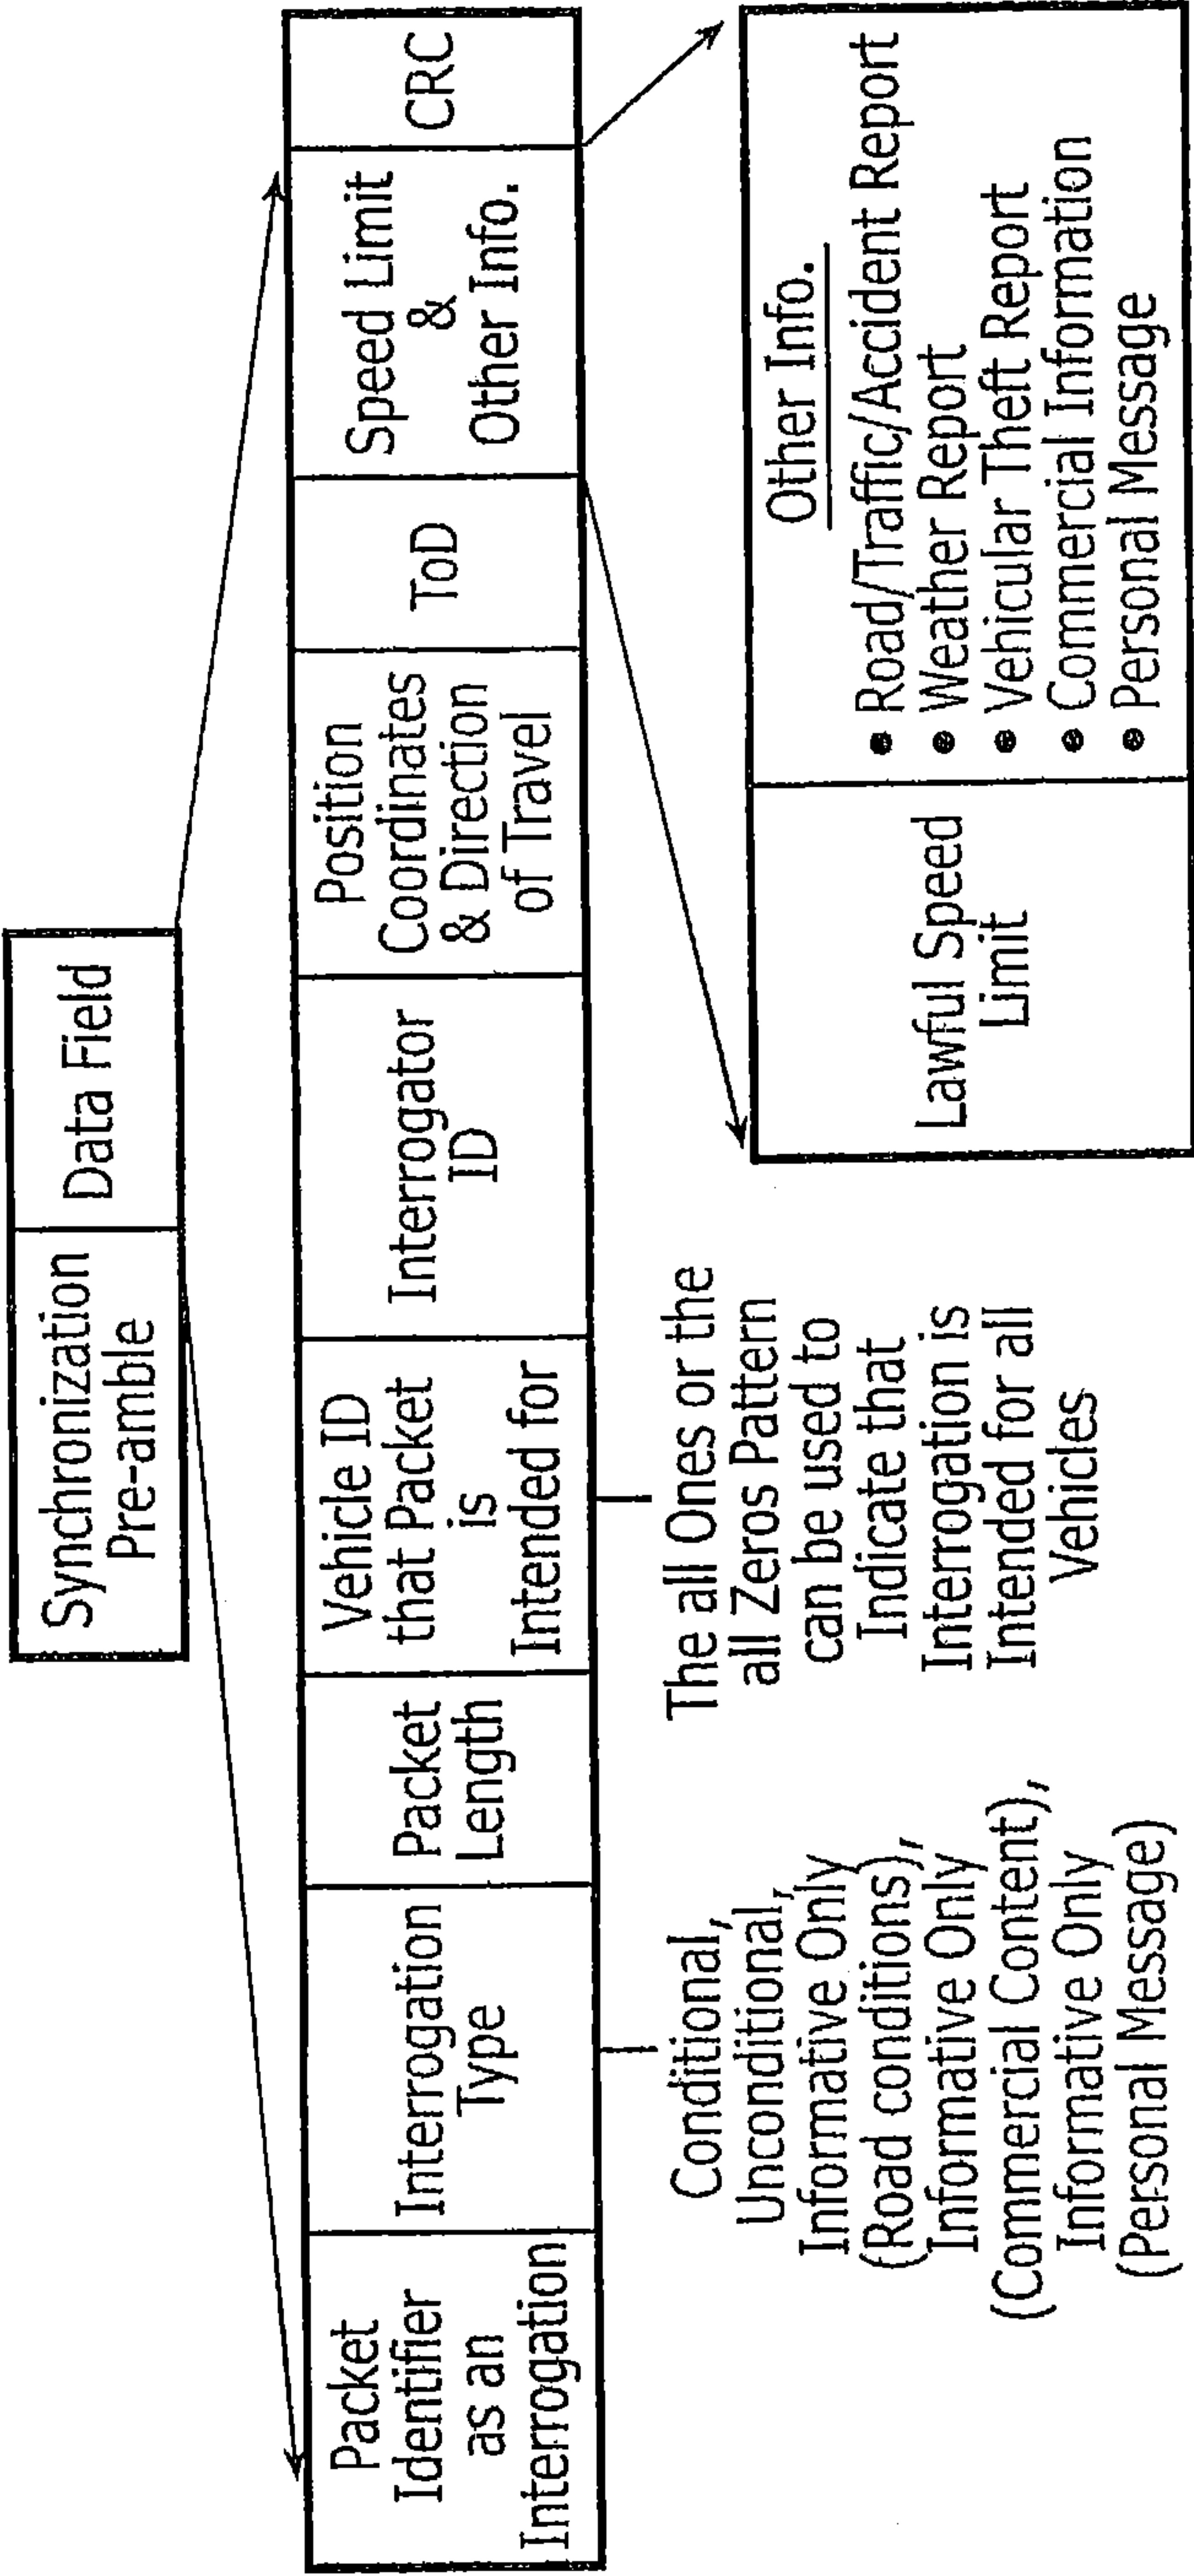 Synchronization
Pre-amble
Data Field
Packet
Identifier
as an
Interrogation
Interrogation
Type
Packet
Length
Vehicle ID
that Packet
is
Intended for
Interrogator
ID
Position
Coordinates
& Direction
of Travel
ToD
Speed Limit
&
Other Info.
CRC
Conditional,
Unconditional,
Informative Only
(Road conditions),
Informative Only
(Commercial Content),
Informative Only
(Personal Message)
The all Ones or the
all Zeros Pattern
can be used to
Indicate that
Interrogation is
Intended for all
Vehicles
Lawful Speed
Limit
Other Info.
● Road/Traffic/Accident Report
● Weather Report
● Vehicular Theft Report
● Commercial Information
● Personal Message